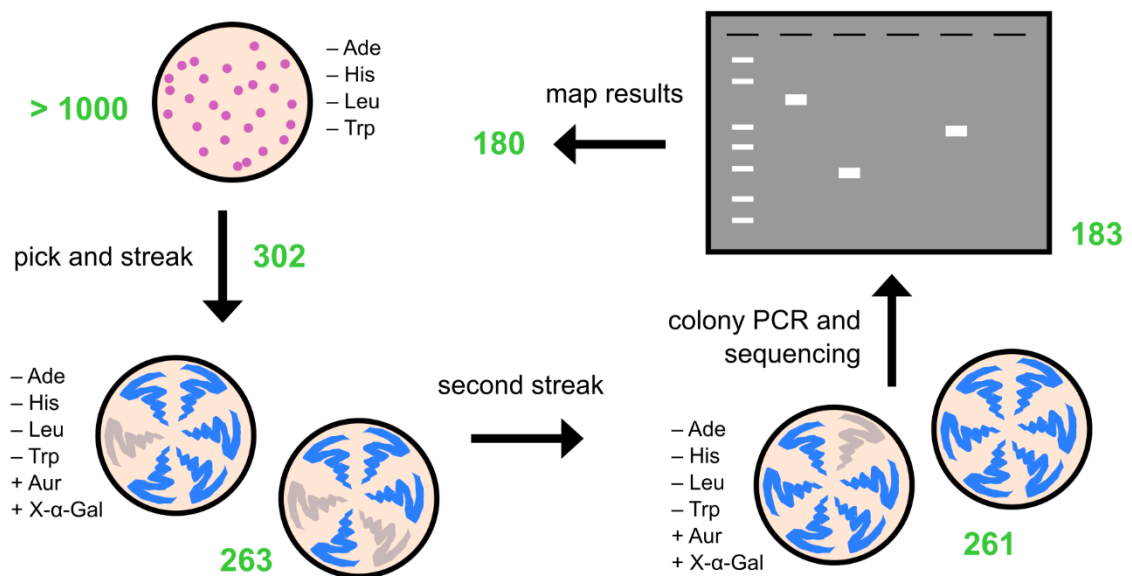 > 1000
– Ade
– His
– Leu
– Trp
pick and streak
302
– Ade
– His
– Leu
– Trp
+ Aur
+ X-α-Gal
263
second streak
– Ade
– His
– Leu
– Trp
+ Aur
+ X-α-Gal
261
colony PCR and
sequencing
183
map results
180